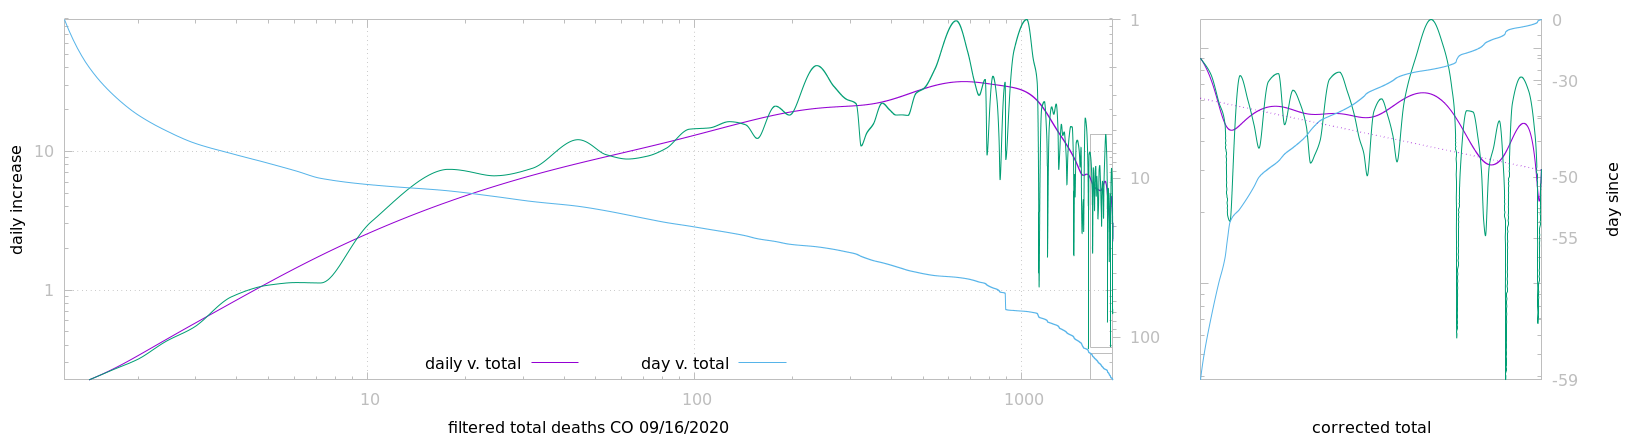 daily increase
10
1
daily v. total
day v. total
10
100
1000
filtered total deaths CO 09/16/2020
1
10
100
0
-30
-50
-55
-59
day since
corrected total